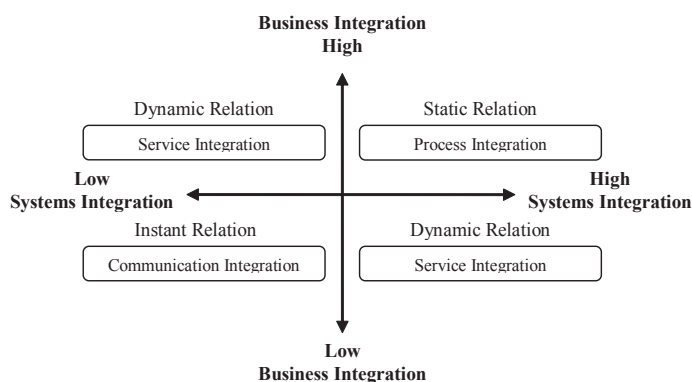 Business Integration
High
Dynamic Relation
Static Relation
Service Integration
Process Integration
Low
Systems Integration
High
Systems Integration
Instant Relation
Dynamic Relation
Communication Integration
Service Integration
Low
Business Integration